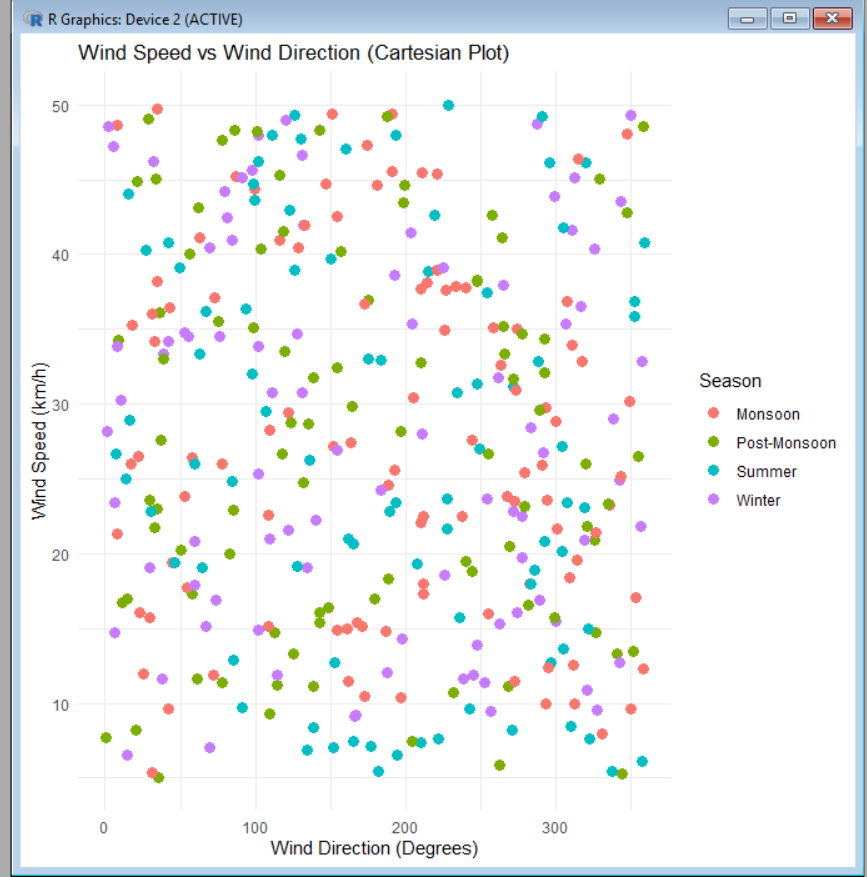 R Graphics: Device 2 (ACTIVE)
Wind Speed vs Wind Direction (Cartesian Plot)
50
40
30
20
10
Wind Speed (km/h)
0 100 200 300
Wind Direction (Degrees)
Season
Monsoon
Post-Monsoon
Summer
Winter